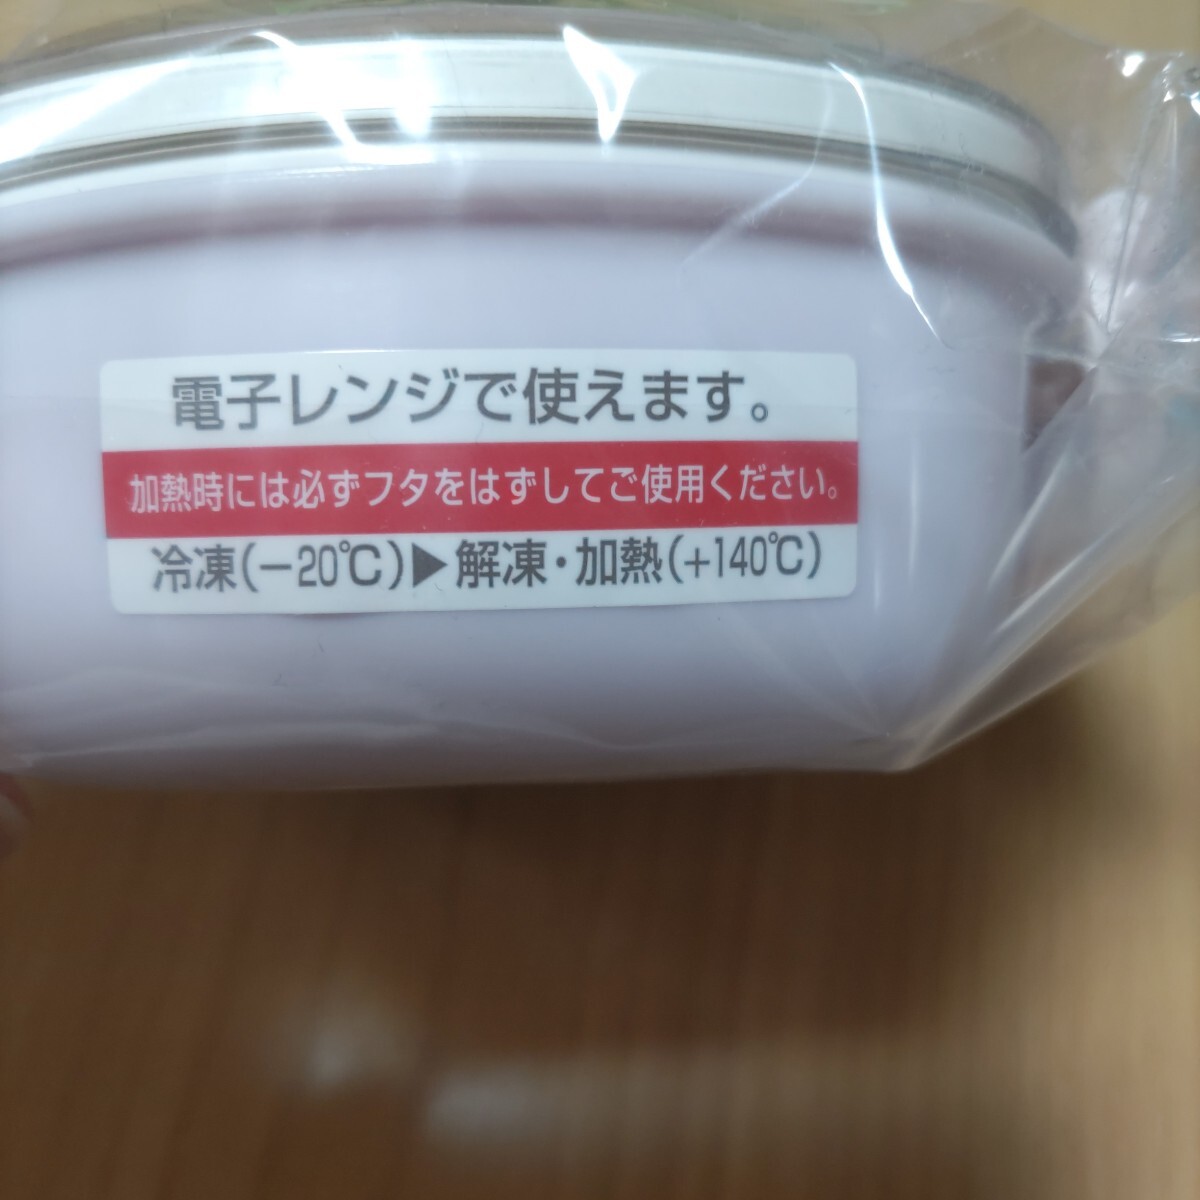 電子レンジで使えます。
加熱時には必ずフタをはずしてご使用ください。
冷凍(－20℃)▶解凍・加熱(+140℃)